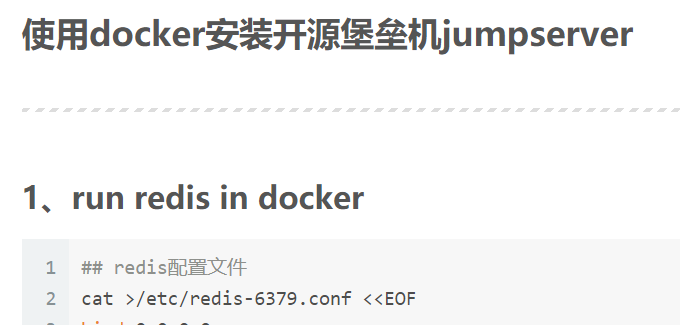 使用docker安装开源堡垒机jumpserver
1、run redis in docker
1 ## redis配置文件
2 cat >/etc/redis-6379.conf <<EOF